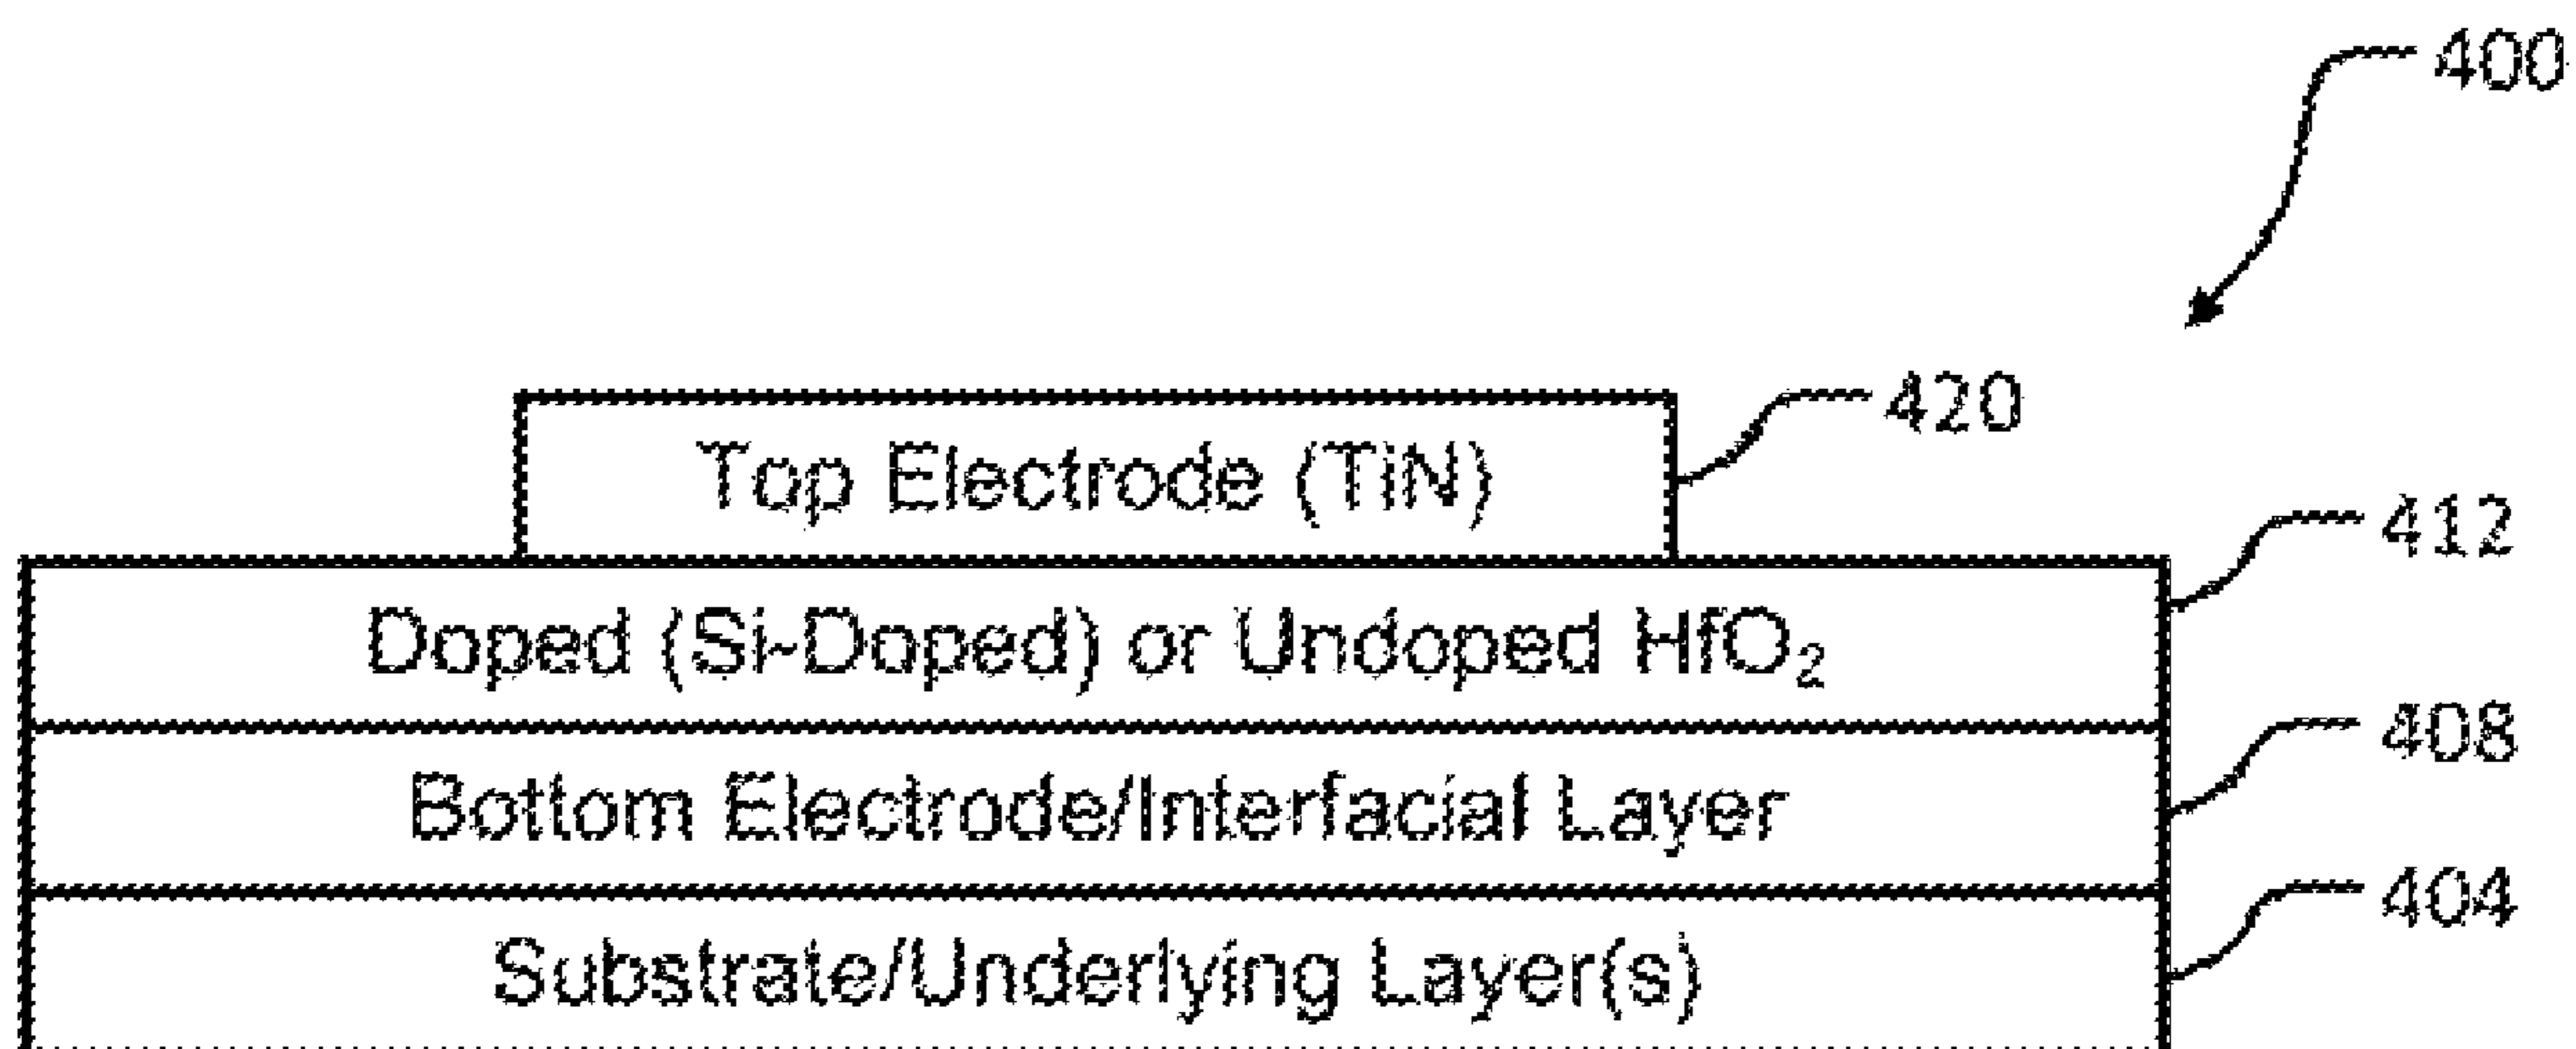 400
Top Electrode (TiN)
420
412
Doped (Si-Doped) or Undoped HfO₂
408
Bottom Electrode/Interfacial Layer
404
Substrate/Underlying Layer(s)